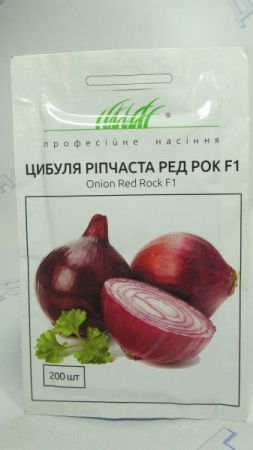 ®
професійне насіння
ЦИБУЛЯ РІПЧАСТА РЕД РОК F1
Onion Red Rock F1
200 шт